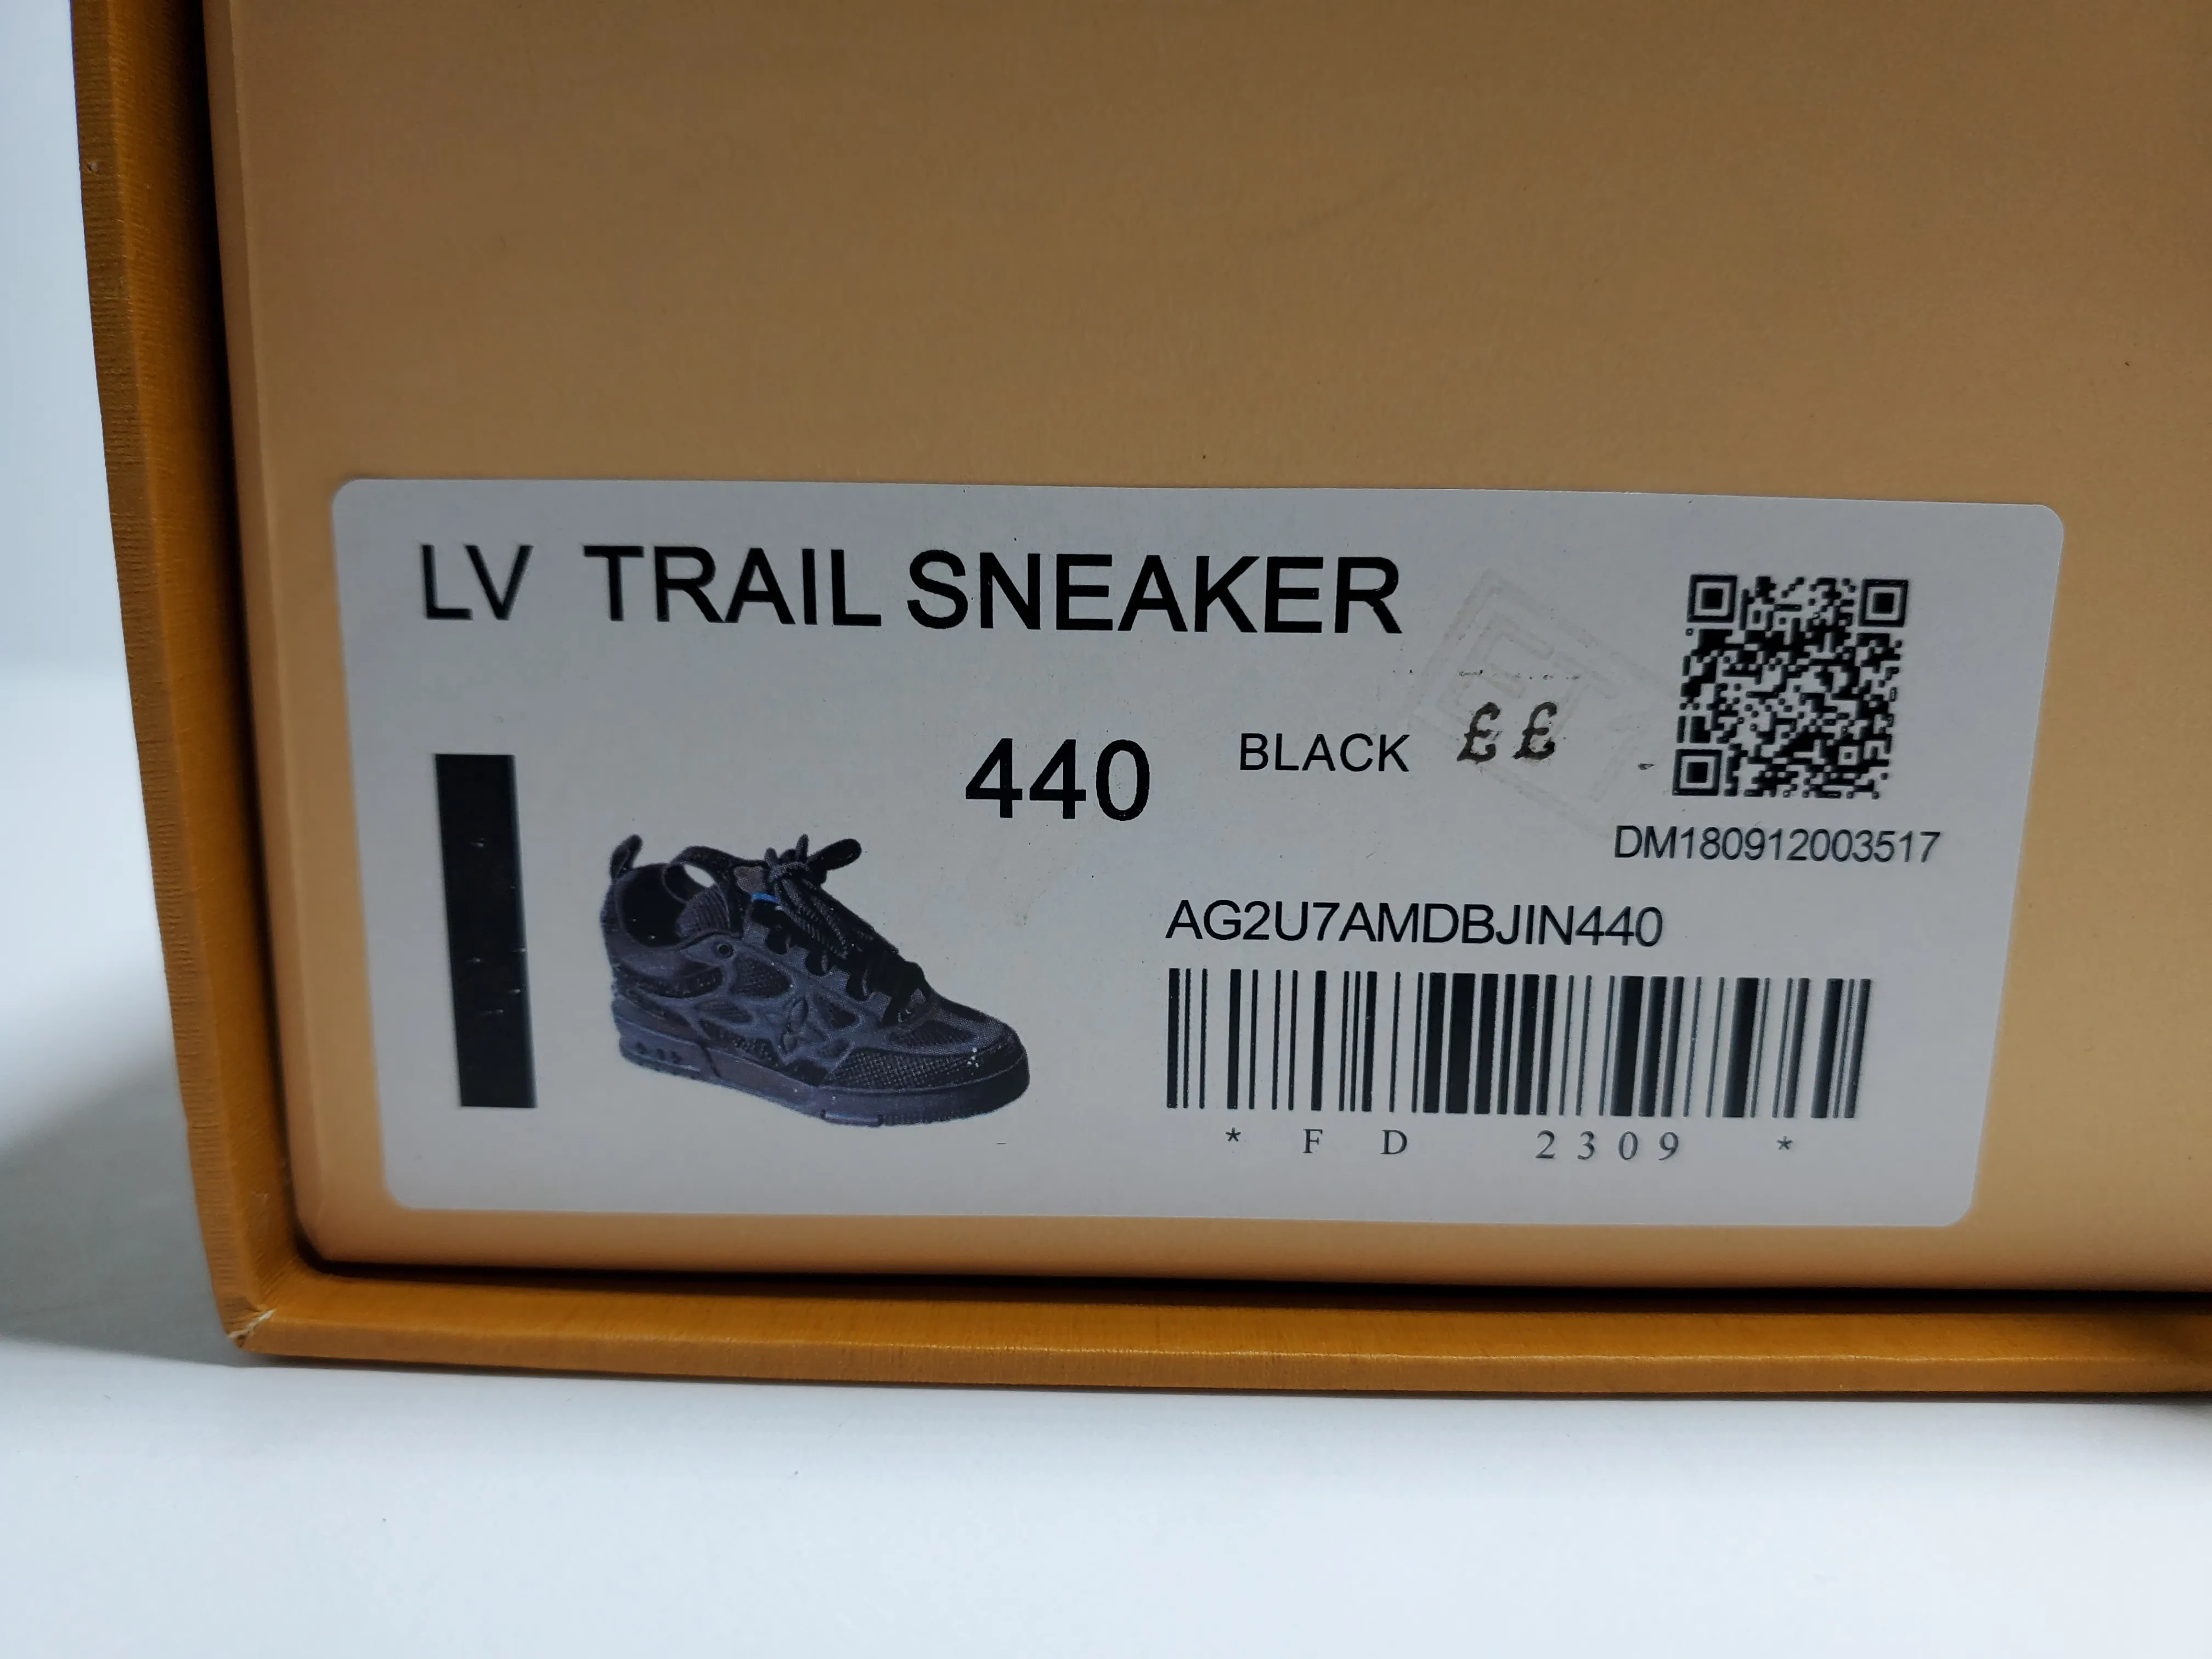 LV TRAIL SNEAKER
440 BLACK ££
DM180912003517
AG2U7AMDBJIN440
* F D 2309 *